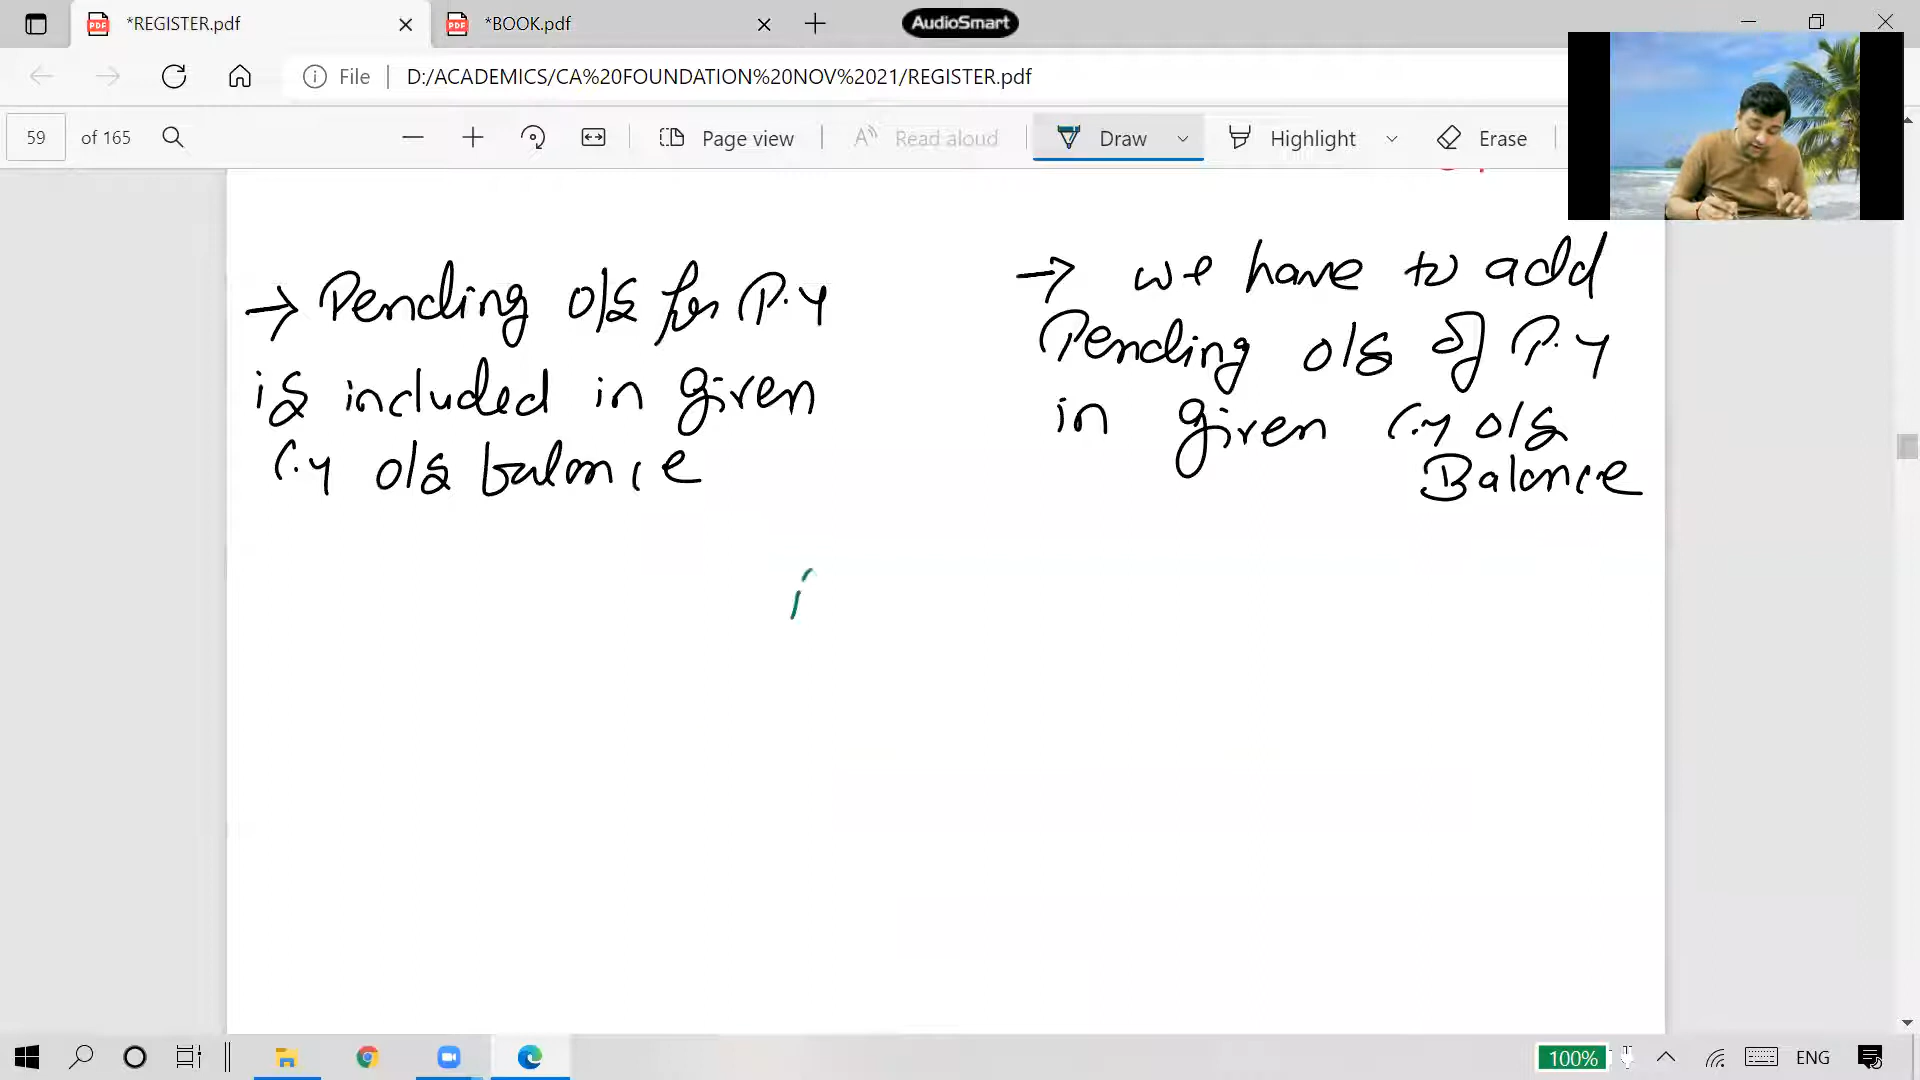 *REGISTER.pdf
*BOOK.pdf
AudioSmart
File
D:/ACADEMICS/CA%20FOUNDATION%20NOV%2021/REGISTER.pdf
59 of 165
Page view
Read aloud
Draw
Highlight
Erase
→ Pending o/s for P.Y
is included in given
C.Y o/s balance
→ we have to add
Pending o/s of P.Y
in given C.Y o/s
Balance
100%
ENG